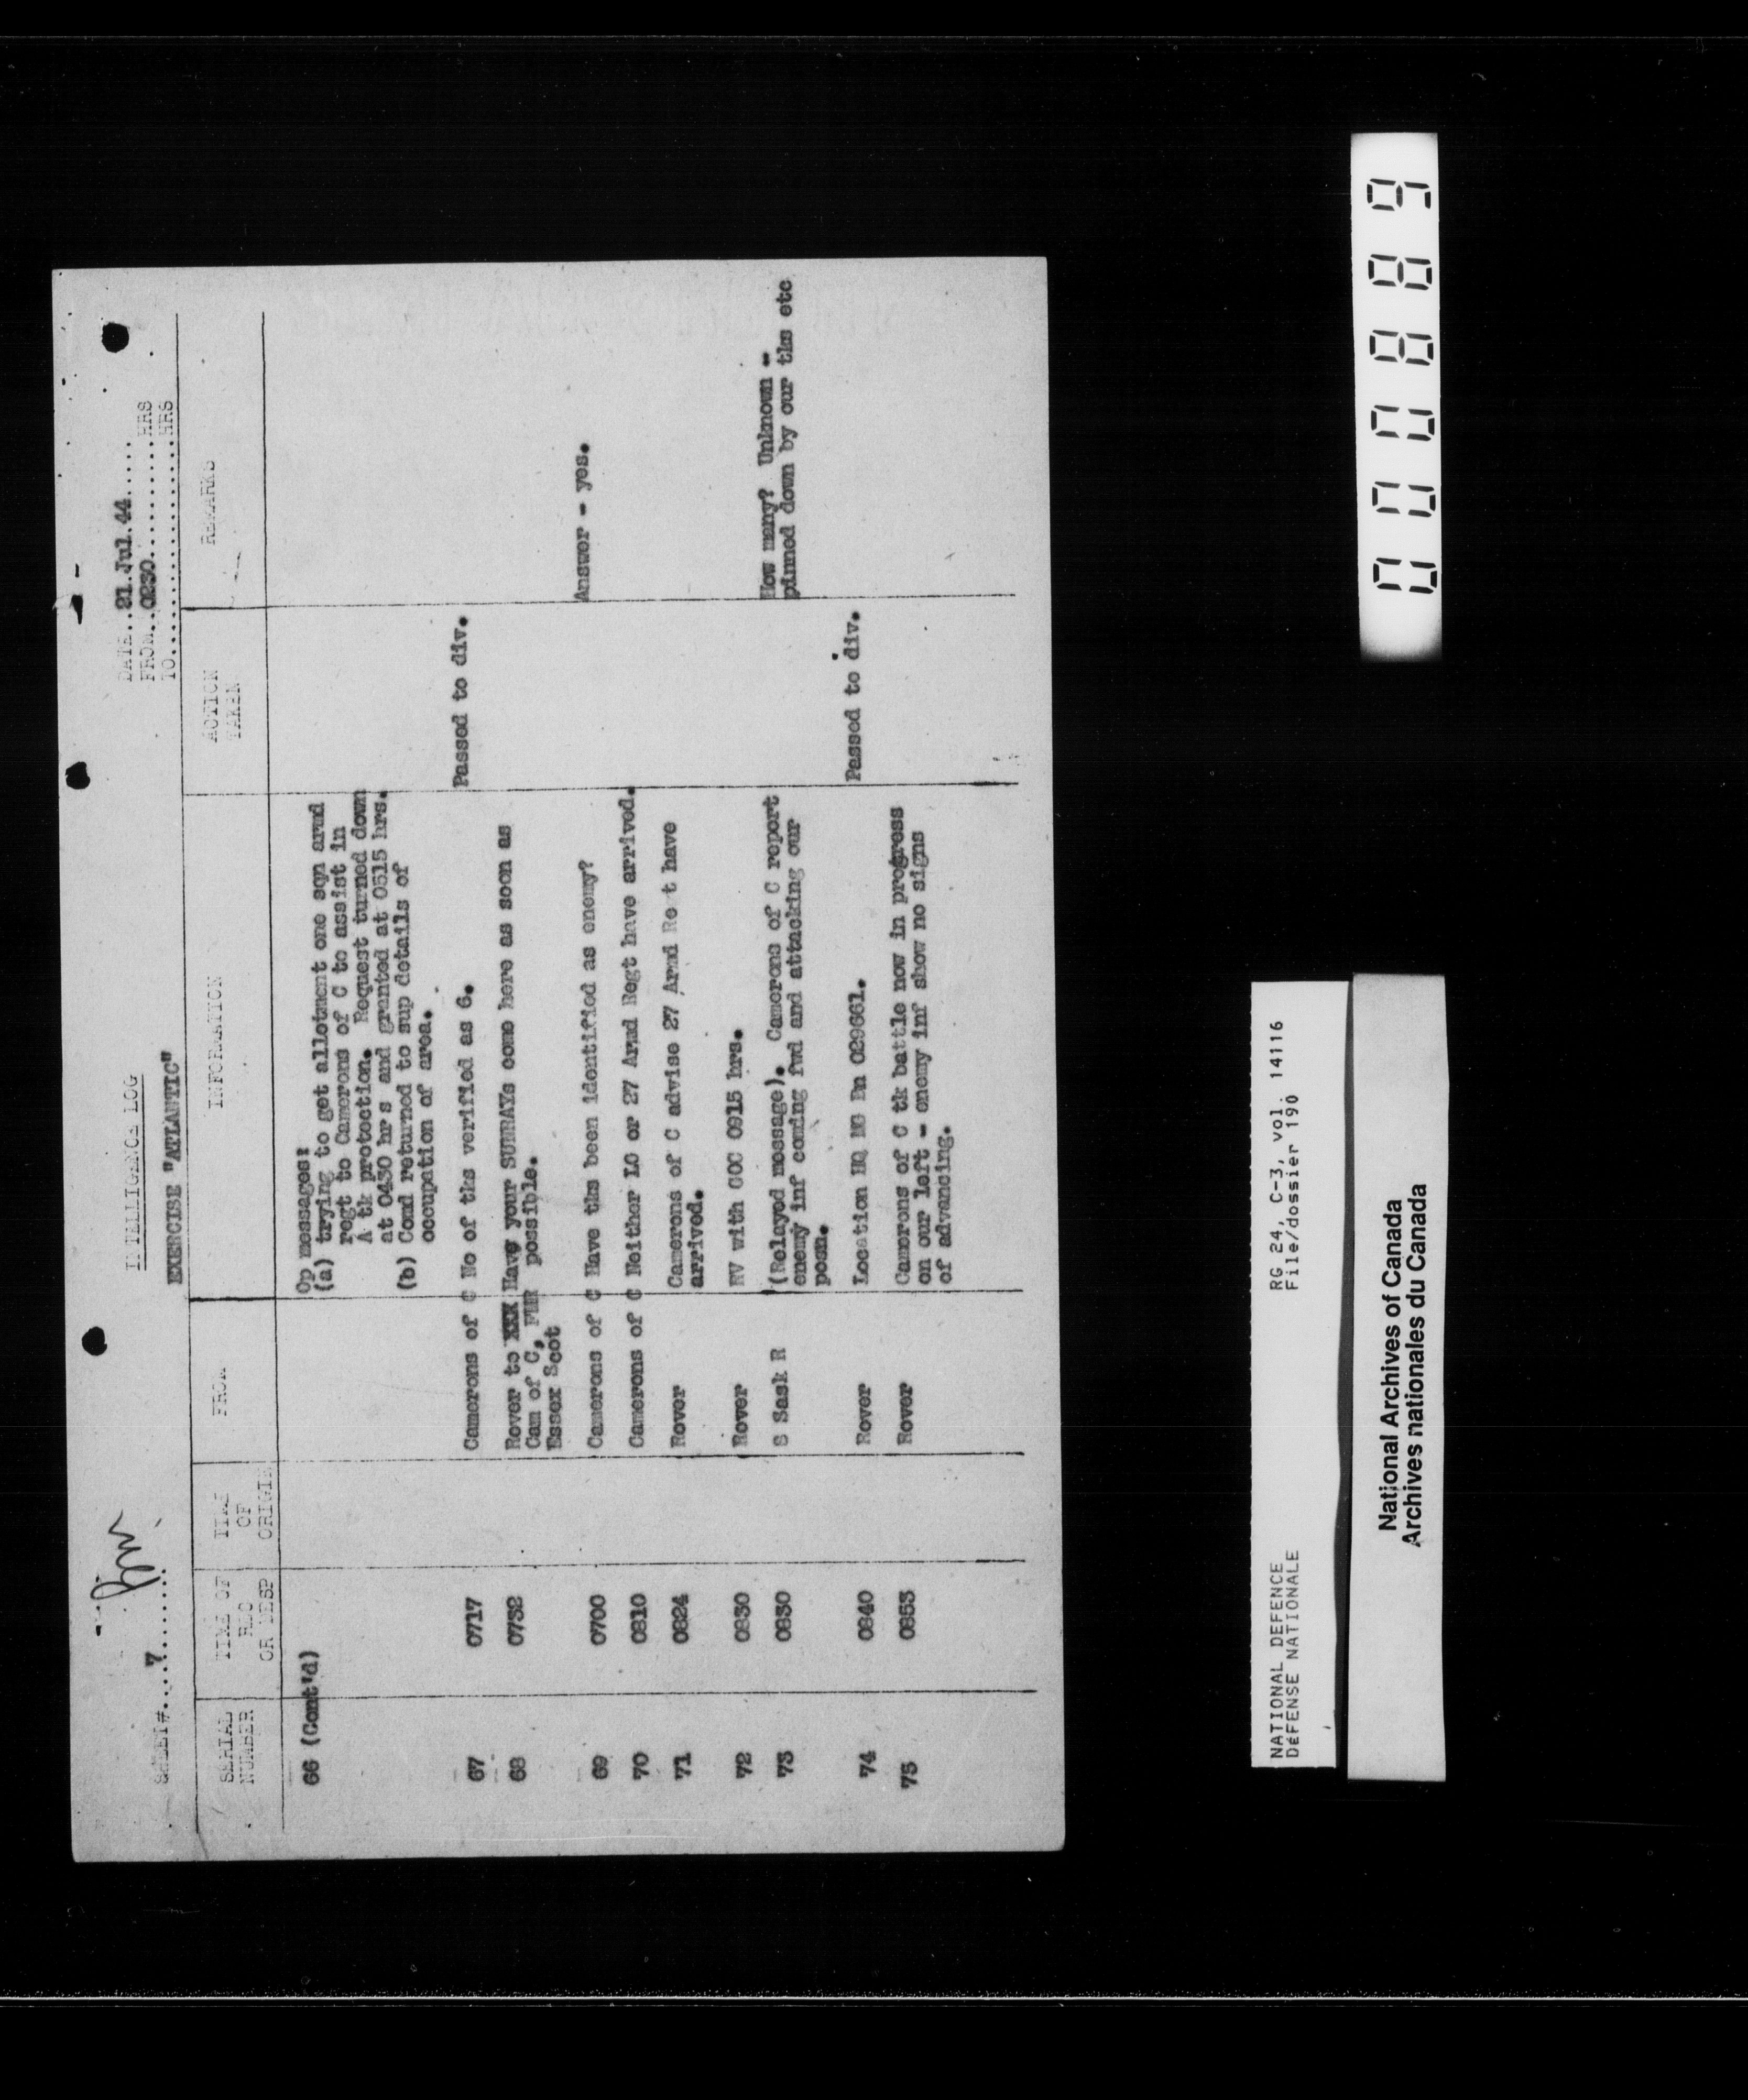 SHEET#...7.......
INTELLIGENCE LOG
DATE..21.Jul.44.....
FROM..0230..........HRS
TO..................HRS
EXERCISE "ATLANTIC"
SERIAL NUMBER TIME OF REC OR DESP TIME OF ORIGIN FROM INFORMATION ACTION TAKEN REMARKS
66 (Cont'd) Op messages:
(a) trying to get allotment one sqn armd
regt to Camerons of C to assist in
A tk protection. Request turned down
at 0430 hrs and granted at 0515 hrs.
(b) Comd returned to sup details of
occupation of area.
67 0717 Camerons of C No of tks verified as 6. Passed to div.
68 0732 Rover to XXX Have your SUNRAYs come here as soon as
Cam of C, FMR possible.
Essex Scot
69 0700 Camerons of C Have tks been identified as enemy? Answer - yes.
70 0810 Camerons of C Neither LO or 27 Armd Regt have arrived.
71 0824 Rover Camerons of C advise 27 Armd Re t have
arrived.
72 0830 Rover RV with GOC 0915 hrs.
73 0830 S Sask R (Relayed message). Camerons of C report How many? Unknown -
enemy inf coming fwd and attacking our pinned down by our tks etc
posn.
74 0840 Rover Location HQ Bn 029661. Passed to div.
75 0853 Rover Camerons of C tk battle now in progress
on our left - enemy inf show no signs
of advancing.
NATIONAL DEFENCE RG 24, C-3, vol. 14116
DÉFENSE NATIONALE File/dossier 190
National Archives of Canada
Archives nationales du Canada
000889